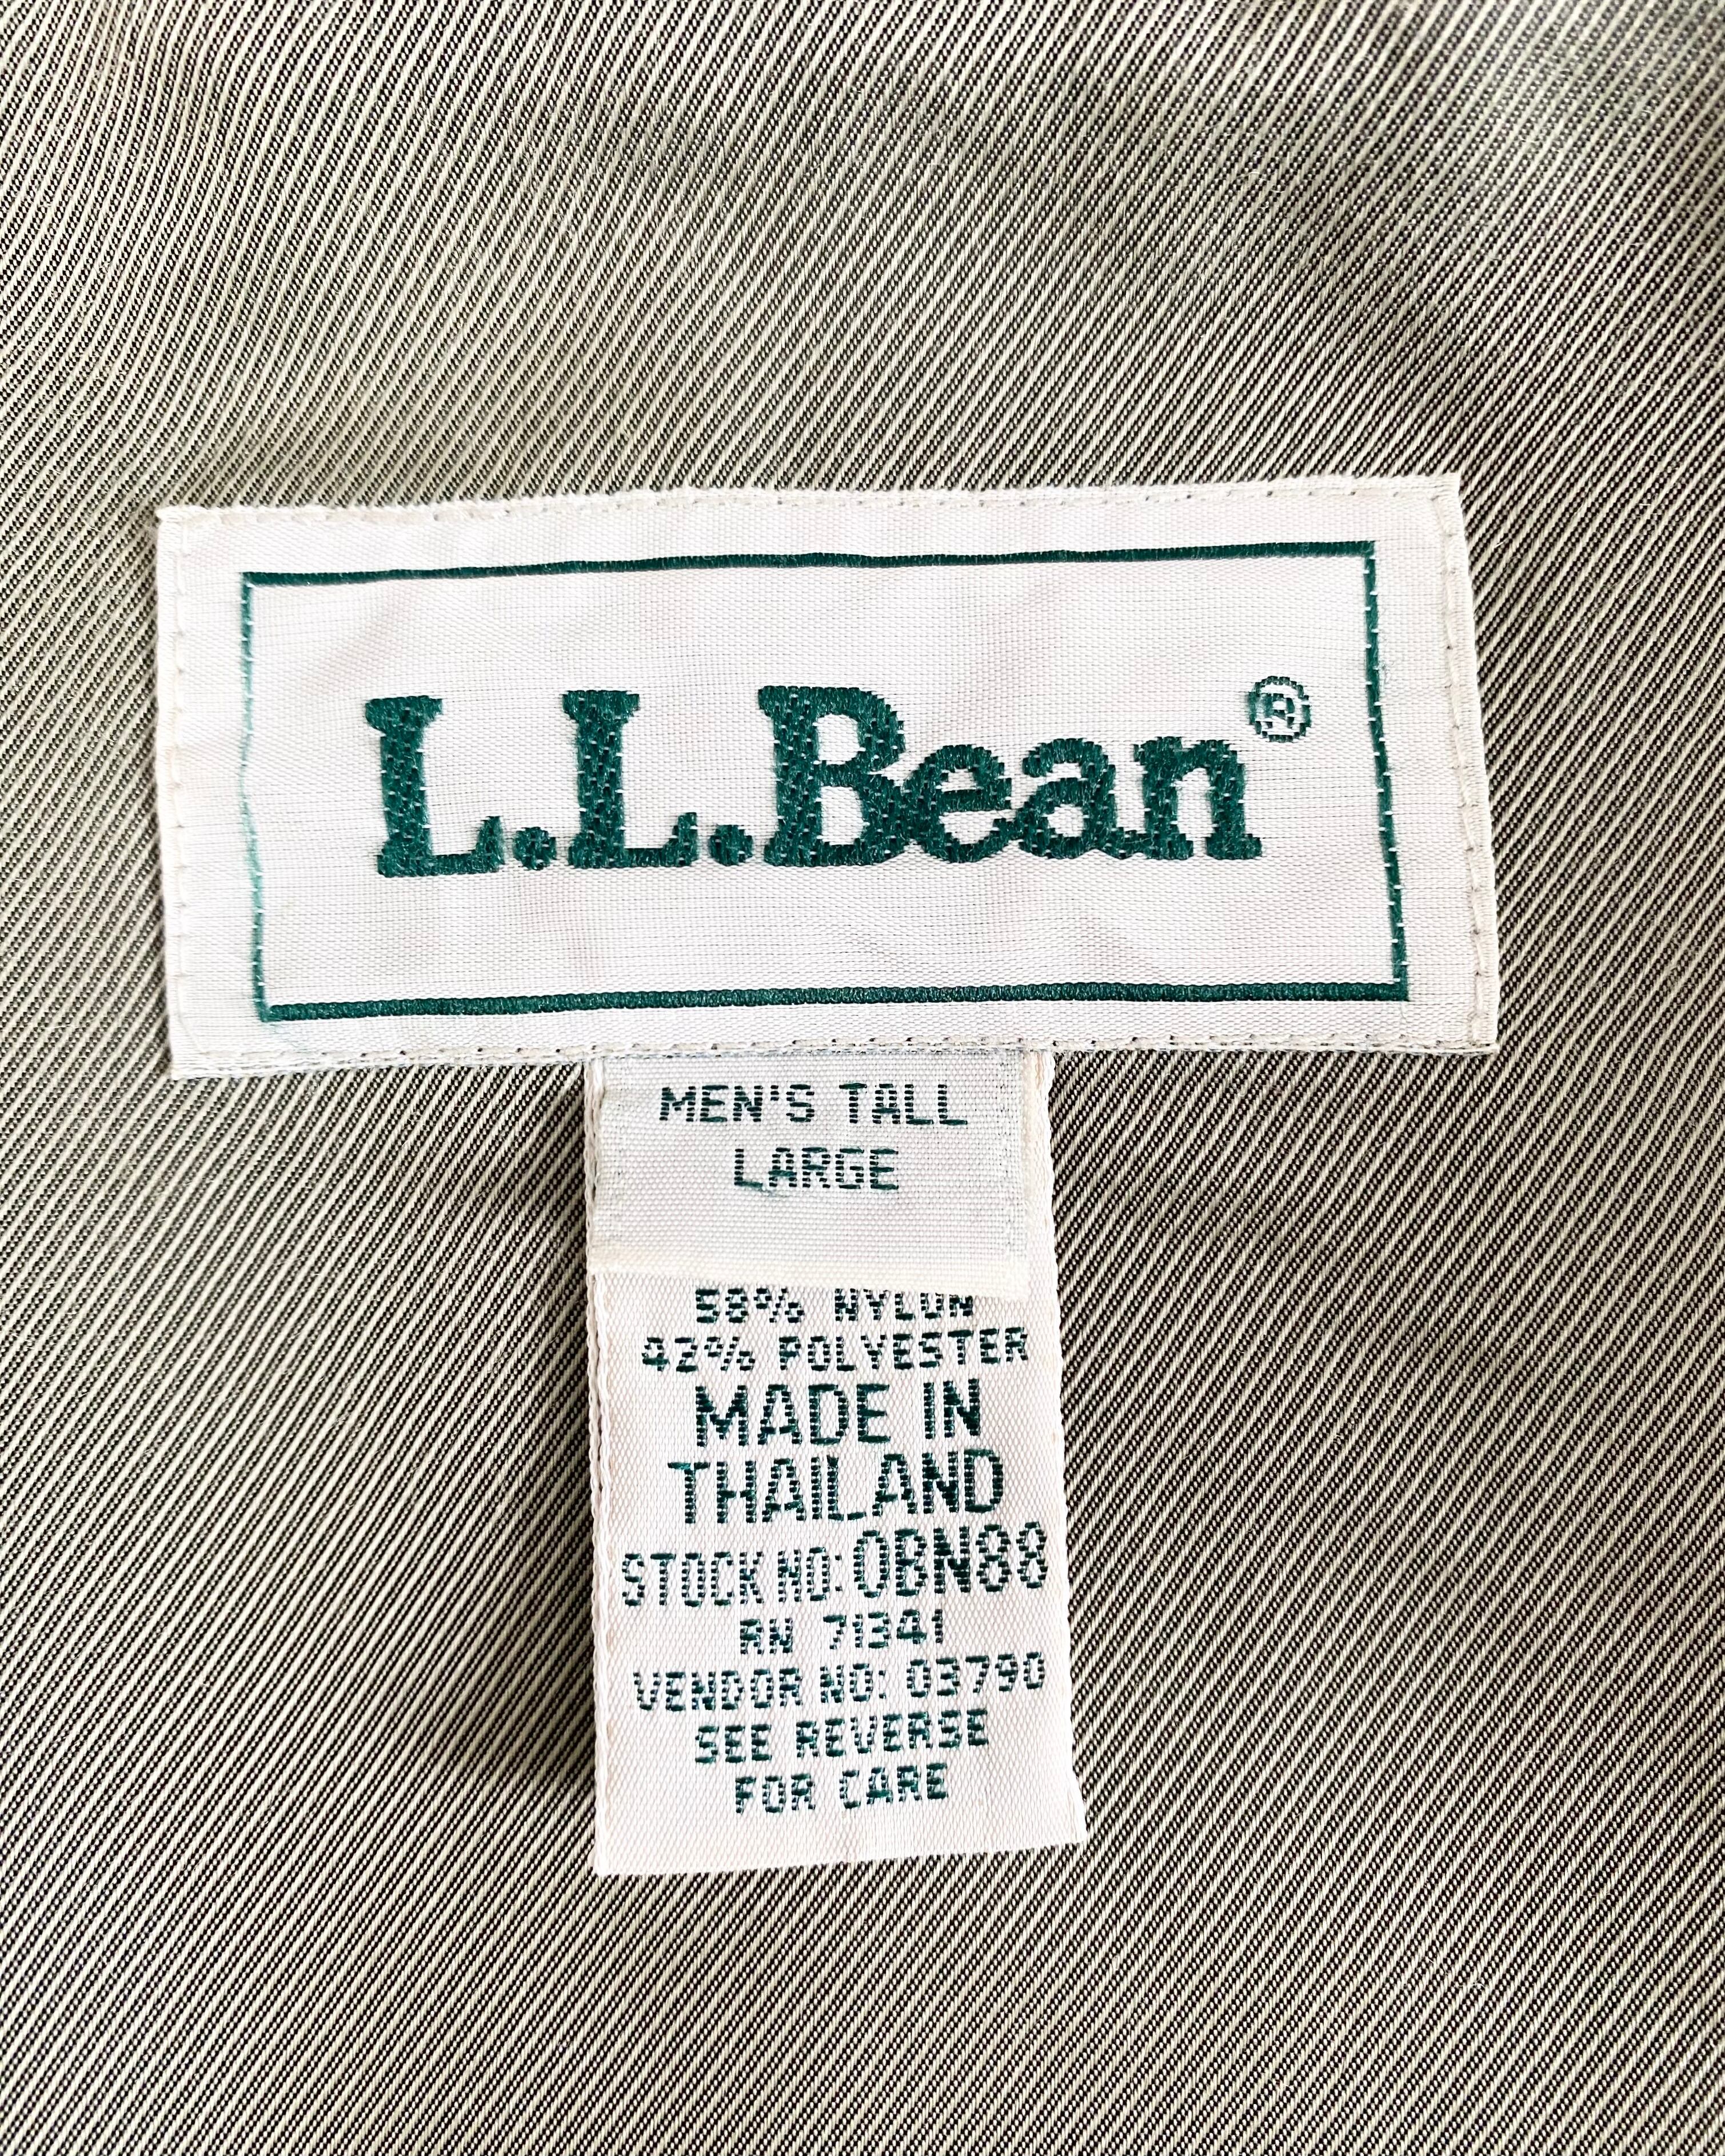 L.L.Bean®
MEN'S TALL
LARGE
58% NYLON
42% POLYESTER
MADE IN
THAILAND
STOCK NO: 0BN88
RN 71341
VENDOR NO: 03790
SEE REVERSE
FOR CARE